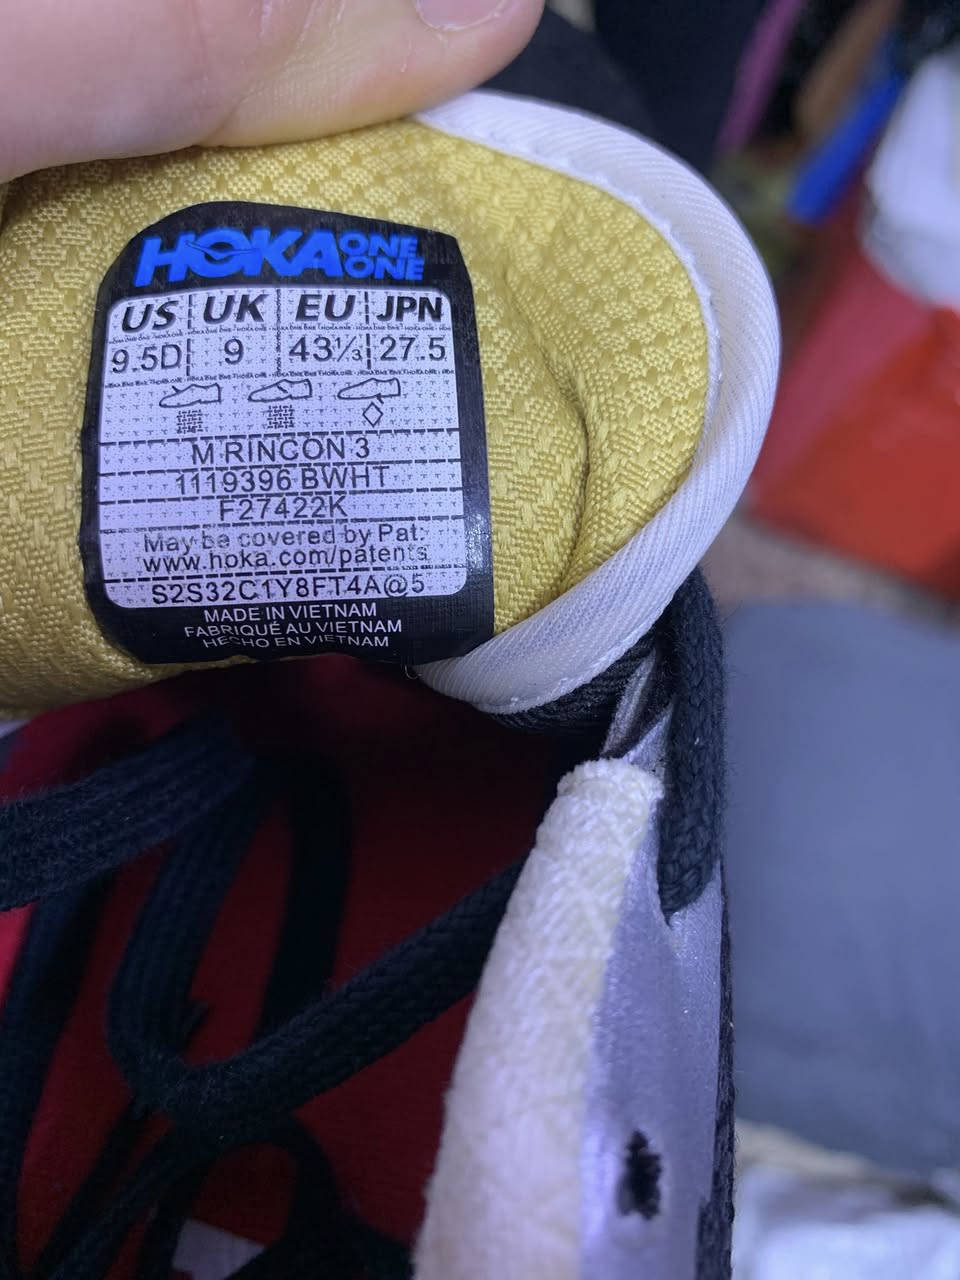 HOKA ONE ONE
US UK EU JPN
9.5D 9 43⅓ 27.5
M RINCON 3
1119396 BWHT
F27422K
May be covered by Pat:
www.hoka.com/patents
S2S32C1Y8FT4A@5
MADE IN VIETNAM
FABRIQUÉ AU VIETNAM
HECHO EN VIETNAM